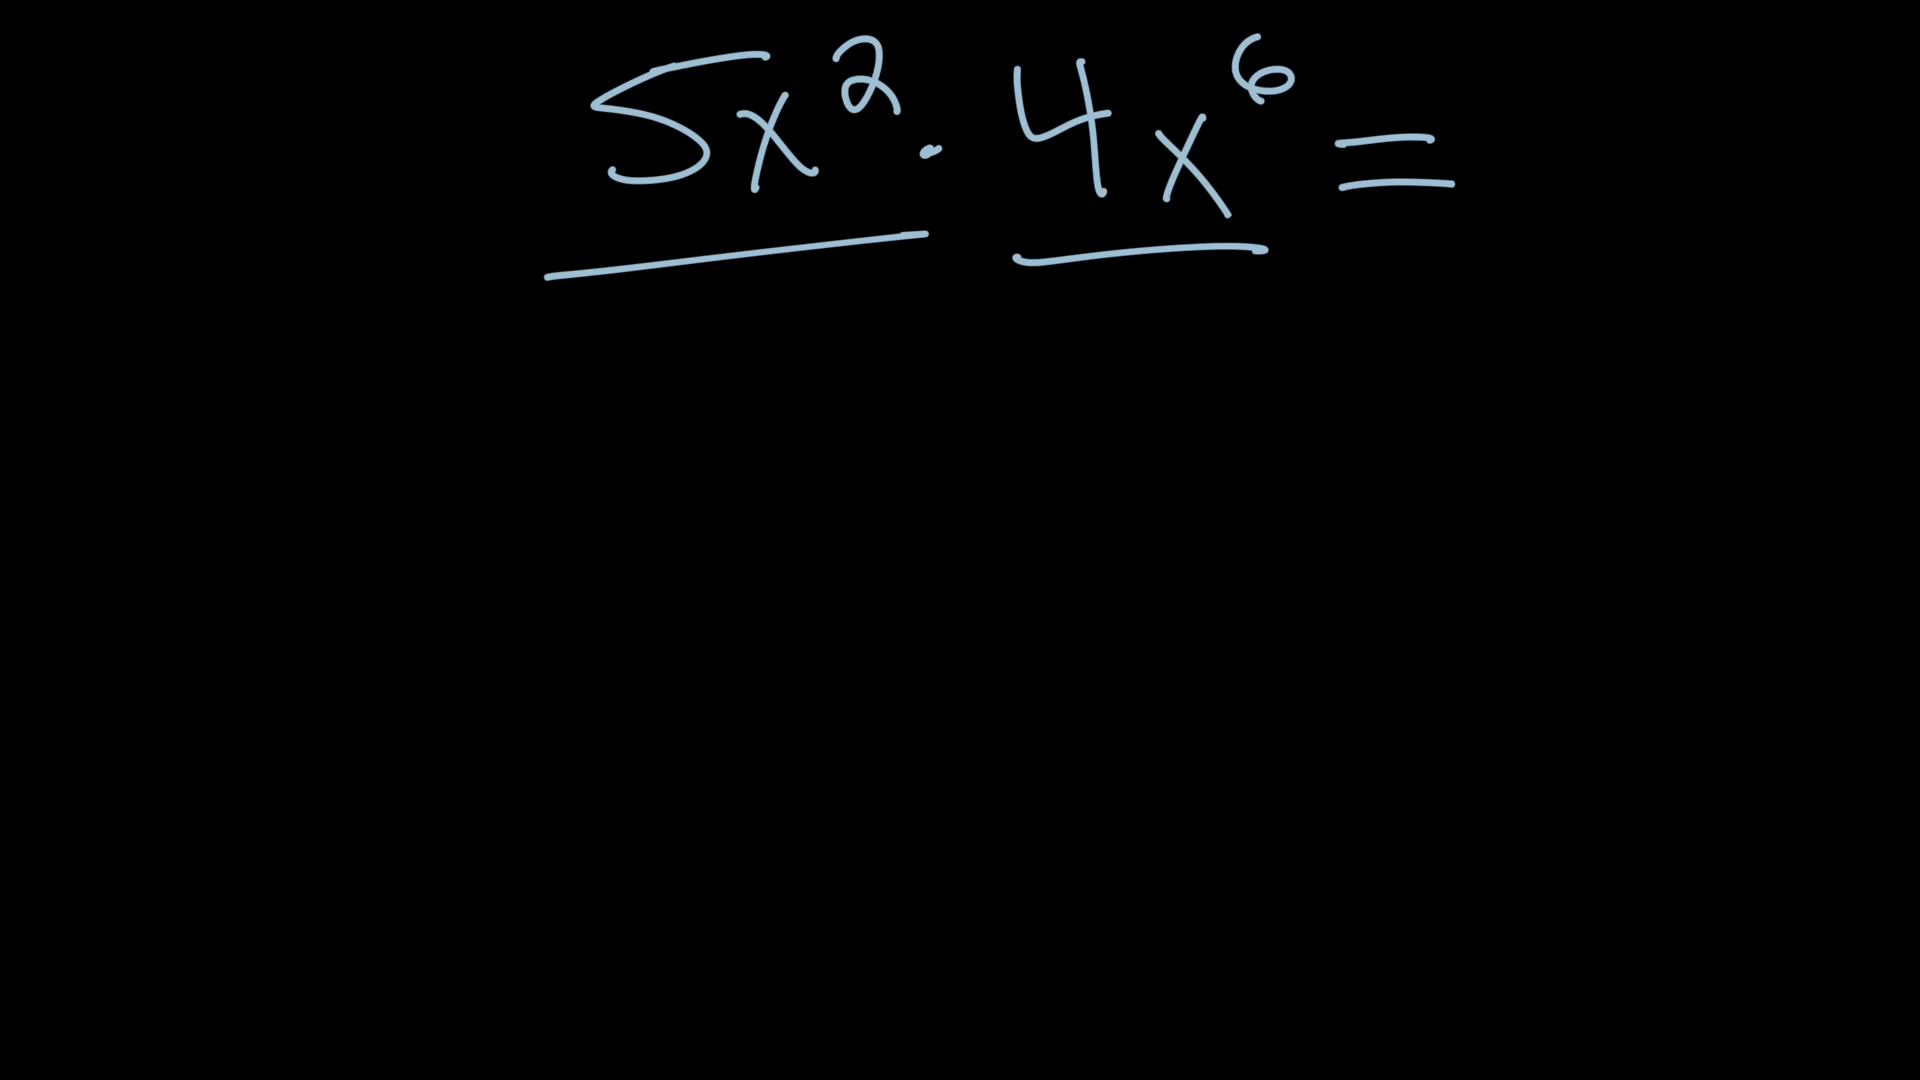 5x² · 4x⁶ =